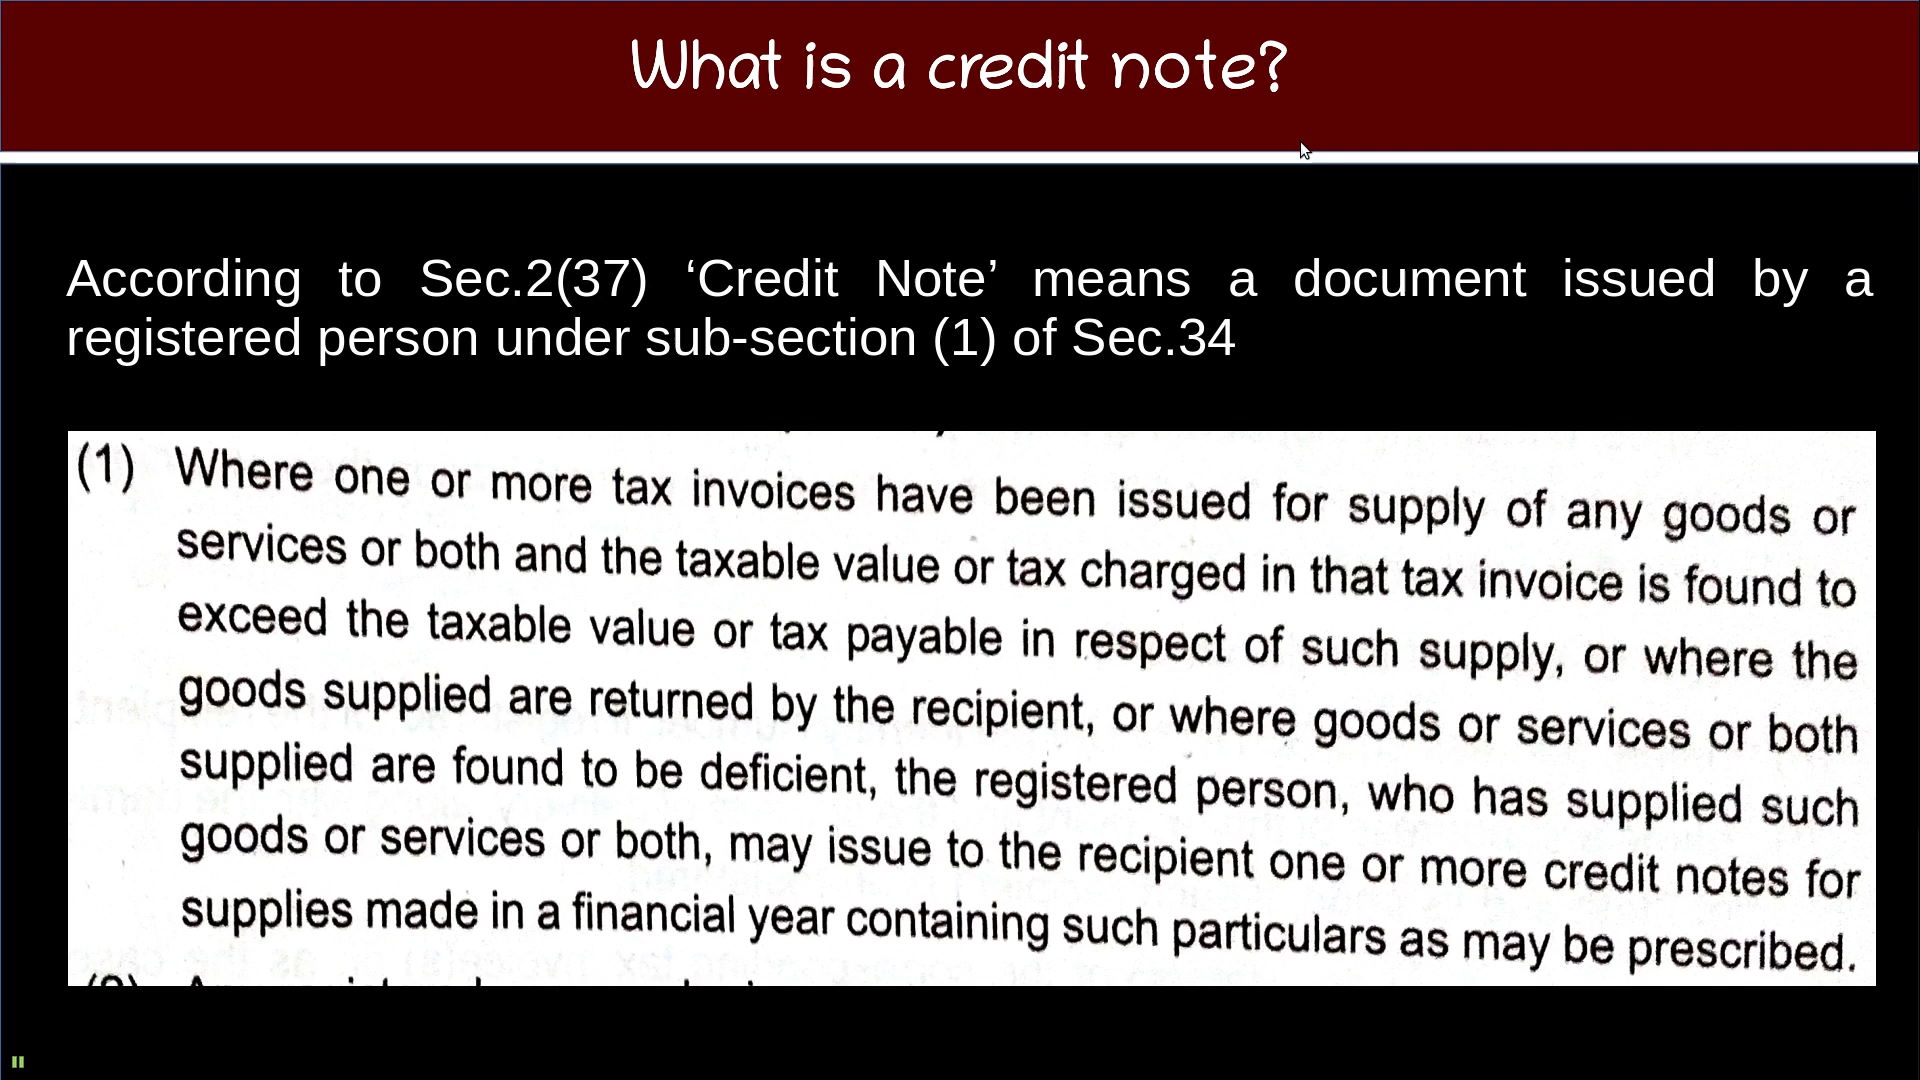 What is a credit note?
According to Sec.2(37) ‘Credit Note’ means a document issued by a
registered person under sub-section (1) of Sec.34
(1) Where one or more tax invoices have been issued for supply of any goods or
services or both and the taxable value or tax charged in that tax invoice is found to
exceed the taxable value or tax payable in respect of such supply, or where the
goods supplied are returned by the recipient, or where goods or services or both
supplied are found to be deficient, the registered person, who has supplied such
goods or services or both, may issue to the recipient one or more credit notes for
supplies made in a financial year containing such particulars as may be prescribed.